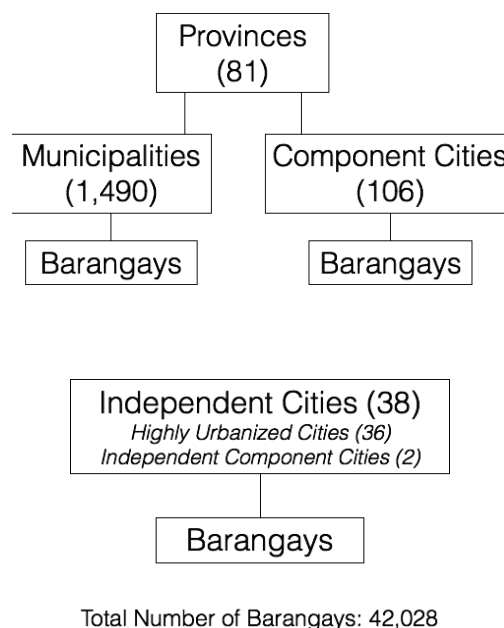 Provinces
(81)
Municipalities
(1,490)
Component Cities
(106)
Barangays
Barangays
Independent Cities (38)
Highly Urbanized Cities (36)
Independent Component Cities (2)
Barangays
Total Number of Barangays: 42,028